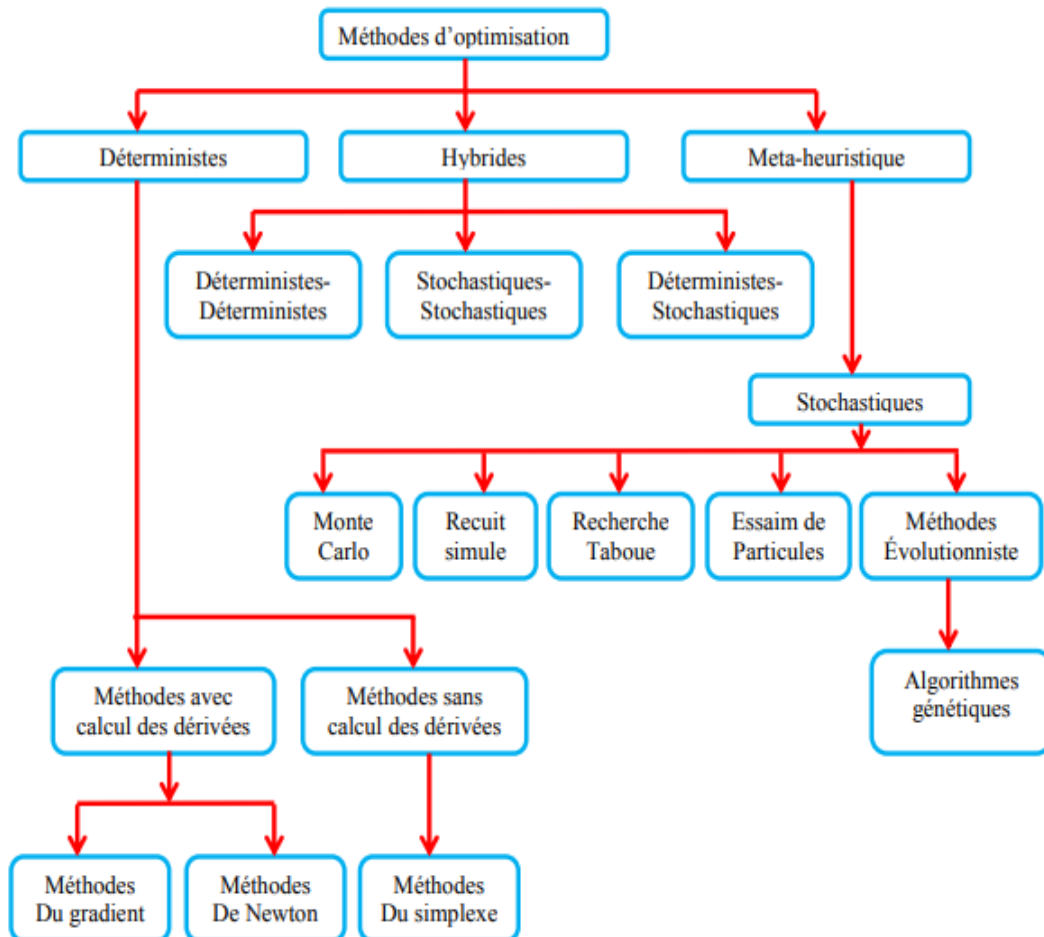 Méthodes d'optimisation
Déterministes
Hybrides
Meta-heuristique
Déterministes-
Déterministes
Stochastiques-
Stochastiques
Déterministes-
Stochastiques
Stochastiques
Monte
Carlo
Recuit
simule
Recherche
Taboue
Essaim de
Particules
Méthodes
Évolutionniste
Algorithmes
génétiques
Méthodes avec
calcul des dérivées
Méthodes sans
calcul des dérivées
Méthodes
Du gradient
Méthodes
De Newton
Méthodes
Du simplexe